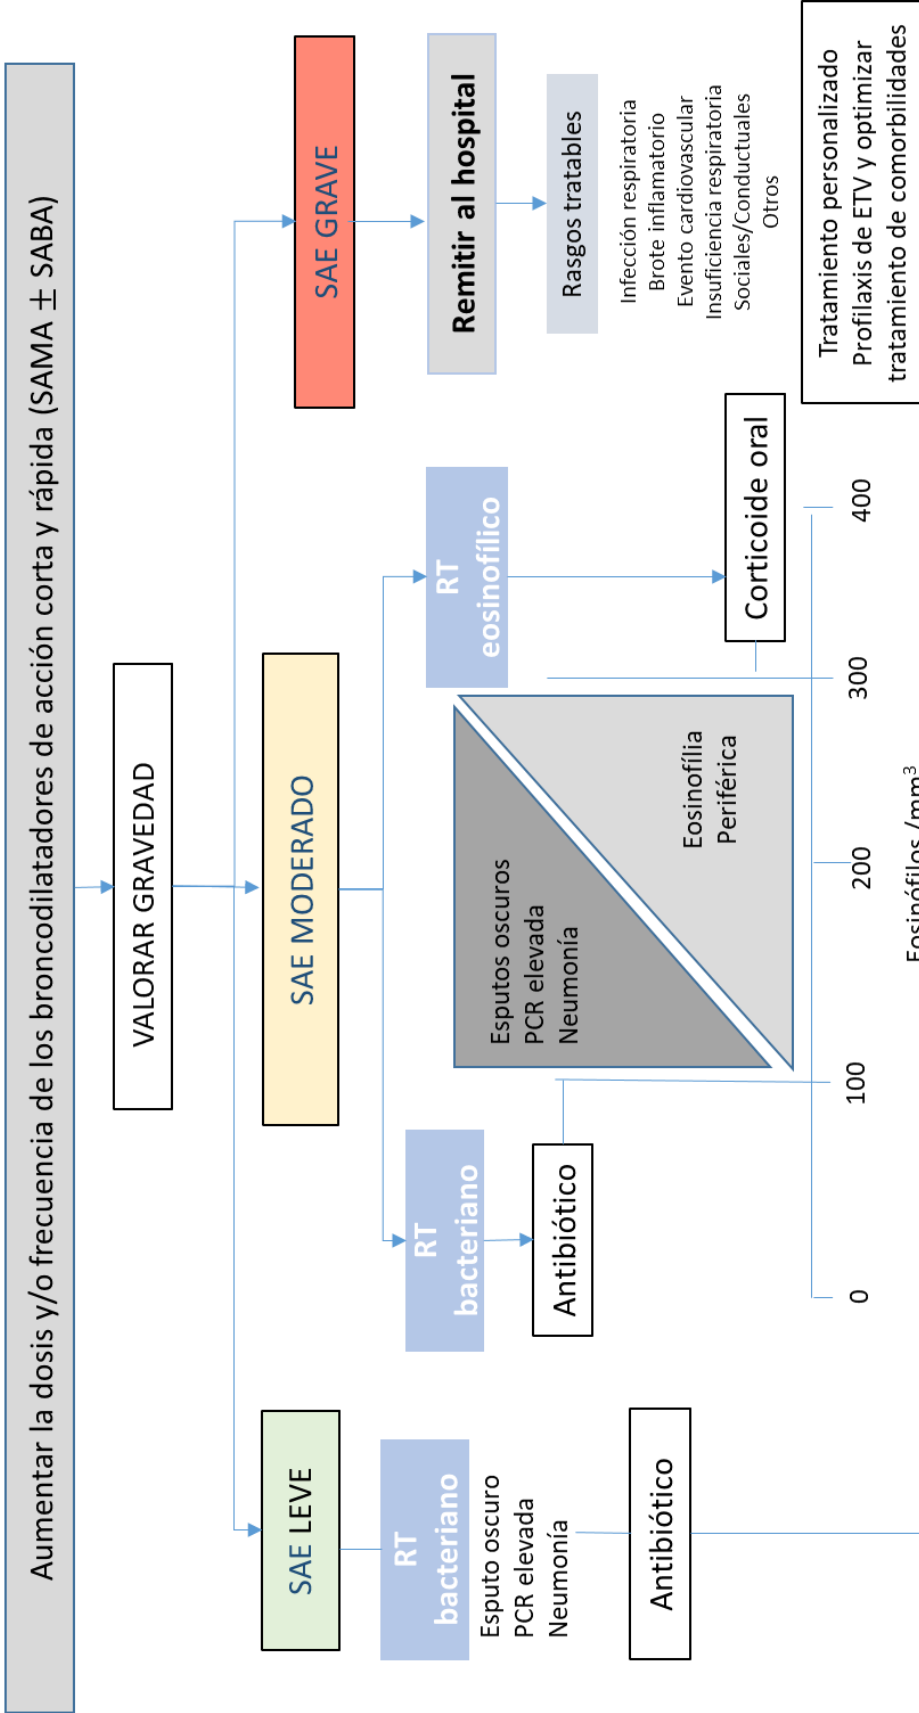 Aumentar la dosis y/o frecuencia de los broncodilatadores de acción corta y rápida (SAMA ± SABA)
VALORAR GRAVEDAD
SAE LEVE
RT
bacteriano
Esputo oscuro
PCR elevada
Neumonía
Antibiótico
SAE MODERADO
RT
bacteriano
Antibiótico
RT
eosinofílico
Esputos oscuros
PCR elevada
Neumonía
Eosinofília
Periférica
Corticoide oral
0
100
200
300
400
Eosinófilos /mm³
SAE GRAVE
Remitir al hospital
Rasgos tratables
Infección respiratoria
Brote inflamatorio
Evento cardiovascular
Insuficiencia respiratoria
Sociales/Conductuales
Otros
Tratamiento personalizado
Profilaxis de ETV y optimizar
tratamiento de comorbilidades